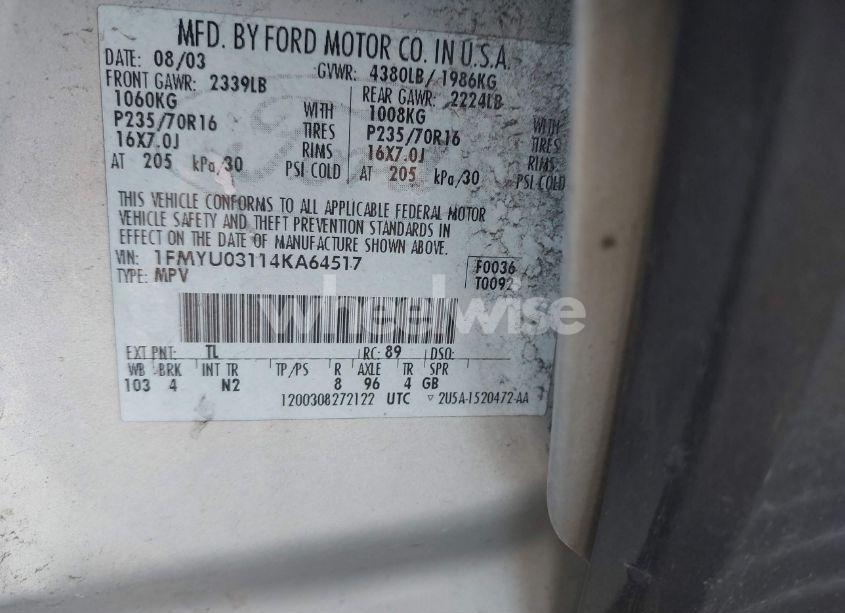 MFD. BY FORD MOTOR CO. IN U.S.A.
DATE: 08/03 GVWR: 4380LB/ 1986KG
FRONT GAWR: 2339LB REAR GAWR: 2224LB
1060KG WITH 1008KG WITH
P235/70R16 TIRES P235/70R16 TIRES
16X7.0J RIMS 16X7.0J RIMS
AT 205 kPa/30 PSI COLD AT 205 kPa/30 PSI COLD
THIS VEHICLE CONFORMS TO ALL APPLICABLE FEDERAL MOTOR
VEHICLE SAFETY AND THEFT PREVENTION STANDARDS IN
EFFECT ON THE DATE OF MANUFACTURE SHOWN ABOVE.
VIN: 1FMYU03114KA64517 F0036
TYPE: MPV T0092
wheelwise
EXT PNT: TL RC: 89 DSO:
WB BRK INT TR TP/PS R AXLE TR SPR
103 4 N2 8 96 4 GB
1200308272122 UTC ▽ 2U5A-1520472-AA